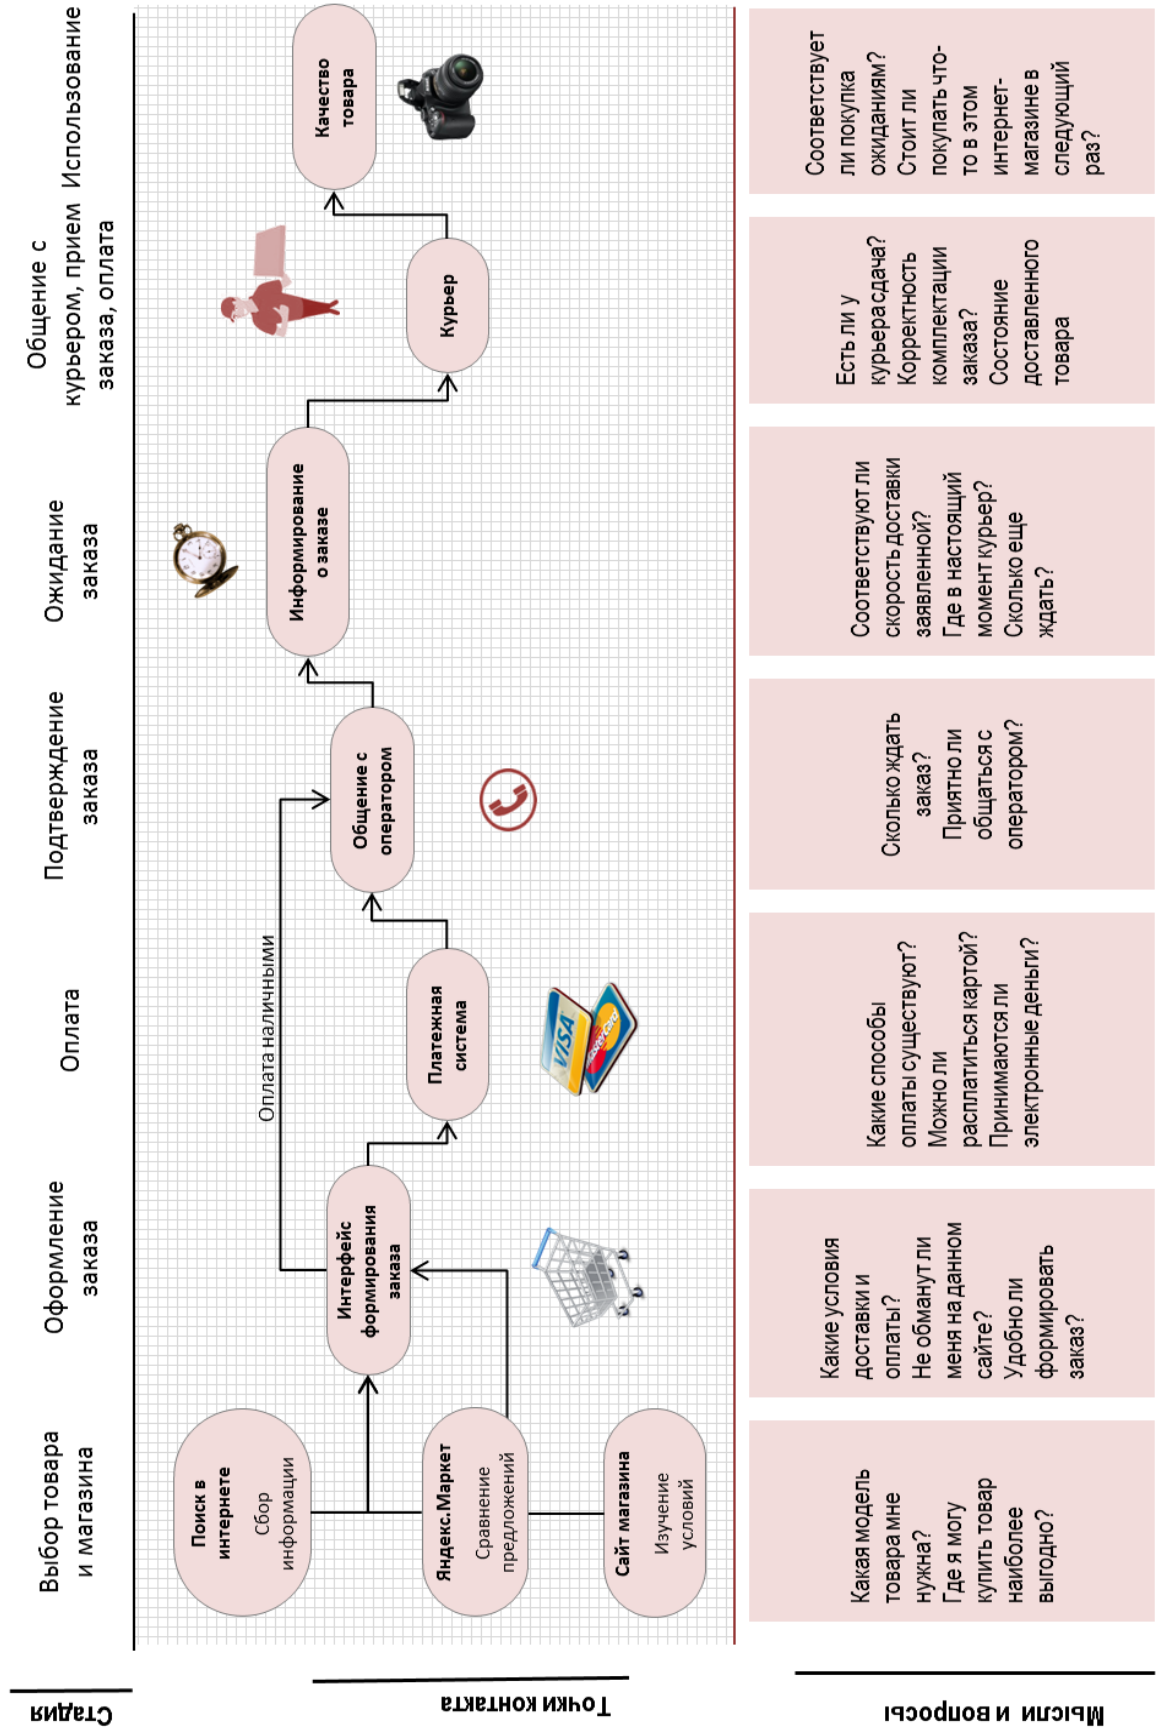 Стадия
Выбор товара
и магазина
Оформление
заказа
Оплата
Подтверждение
заказа
Ожидание
заказа
Общение с
курьером, прием
заказа, оплата
Использование
Точки контакта
Поиск в
интернете
Сбор
информации
Яндекс.Маркет
Сравнение
предложений
Сайт магазина
Изучение
условий
Интерфейс
формирования
заказа
Оплата наличными
Платежная
система
VISA
MasterCard
Общение с
оператором
Информирование
о заказе
Курьер
Качество
товара
Мысли и вопросы
Какая модель
товара мне
нужна?
Где я могу
купить товар
наиболее
выгодно?
Какие условия
доставки и
оплаты?
Не обманут ли
меня на данном
сайте?
Удобно ли
формировать
заказ?
Какие способы
оплаты существуют?
Можно ли
расплатиться картой?
Принимаются ли
электронные деньги?
Сколько ждать
заказ?
Приятно ли
общаться с
оператором?
Соответствуют ли
скорость доставки
заявленной?
Где в настоящий
момент курьер?
Сколько еще
ждать?
Есть ли у
курьера сдача?
Корректность
комплектации
заказа?
Состояние
доставленного
товара
Соответствует
ли покупка
ожиданиям?
Стоит ли
покупать что-
то в этом
интернет-
магазине в
следующий
раз?